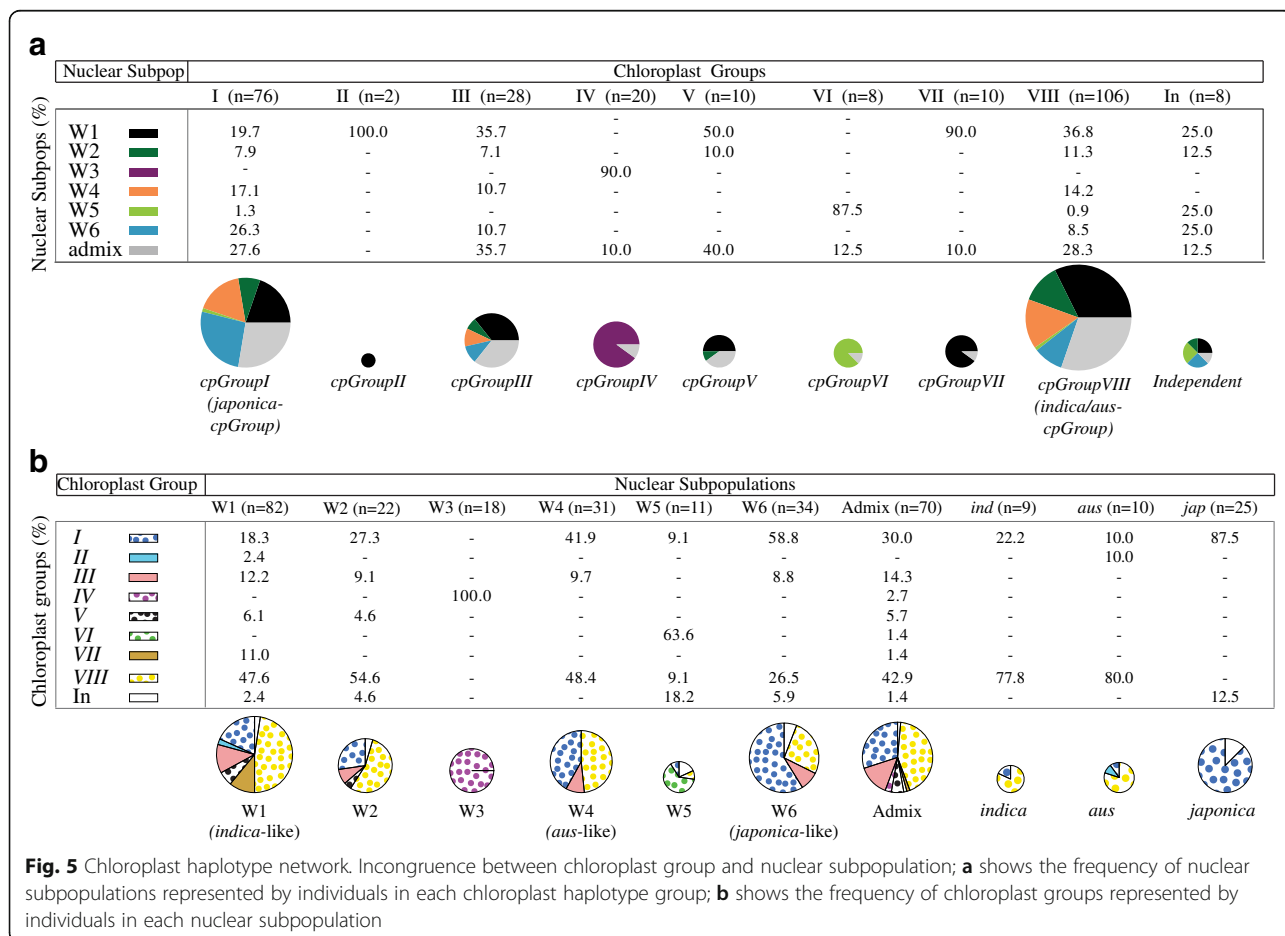 a
Nuclear Subpop Chloroplast Groups
I (n=76) II (n=2) III (n=28) IV (n=20) V (n=10) VI (n=8) VII (n=10) VIII (n=106) In (n=8)
Nuclear Subpops (%)
W1 19.7 100.0 35.7 - 50.0 - 90.0 36.8 25.0
W2 7.9 - 7.1 - 10.0 - - 11.3 12.5
W3 - - - 90.0 - - - - -
W4 17.1 - 10.7 - - - - 14.2 -
W5 1.3 - - - - 87.5 - 0.9 25.0
W6 26.3 - 10.7 - - - - 8.5 25.0
admix 27.6 - 35.7 10.0 40.0 12.5 10.0 28.3 12.5
cpGroupI (japonica-cpGroup) cpGroupII cpGroupIII cpGroupIV cpGroupV cpGroupVI cpGroupVII cpGroupVIII (indica/aus-cpGroup) Independent
b
Chloroplast Group Nuclear Subpopulations
W1 (n=82) W2 (n=22) W3 (n=18) W4 (n=31) W5 (n=11) W6 (n=34) Admix (n=70) ind (n=9) aus (n=10) jap (n=25)
Chloroplast groups (%)
I 18.3 27.3 - 41.9 9.1 58.8 30.0 22.2 10.0 87.5
II 2.4 - - - - - - - 10.0 -
III 12.2 9.1 - 9.7 - 8.8 14.3 - - -
IV - - 100.0 - - - 2.7 - - -
V 6.1 4.6 - - - - 5.7 - - -
VI - - - - 63.6 - 1.4 - - -
VII 11.0 - - - - - 1.4 - - -
VIII 47.6 54.6 - 48.4 9.1 26.5 42.9 77.8 80.0 -
In 2.4 4.6 - - 18.2 5.9 1.4 - - 12.5
W1 W2 W3 W4 W5 W6 Admix indica aus japonica
(indica-like) (aus-like) (japonica-like)
Fig. 5 Chloroplast haplotype network. Incongruence between chloroplast group and nuclear subpopulation; a shows the frequency of nuclear
subpopulations represented by individuals in each chloroplast haplotype group; b shows the frequency of chloroplast groups represented by
individuals in each nuclear subpopulation